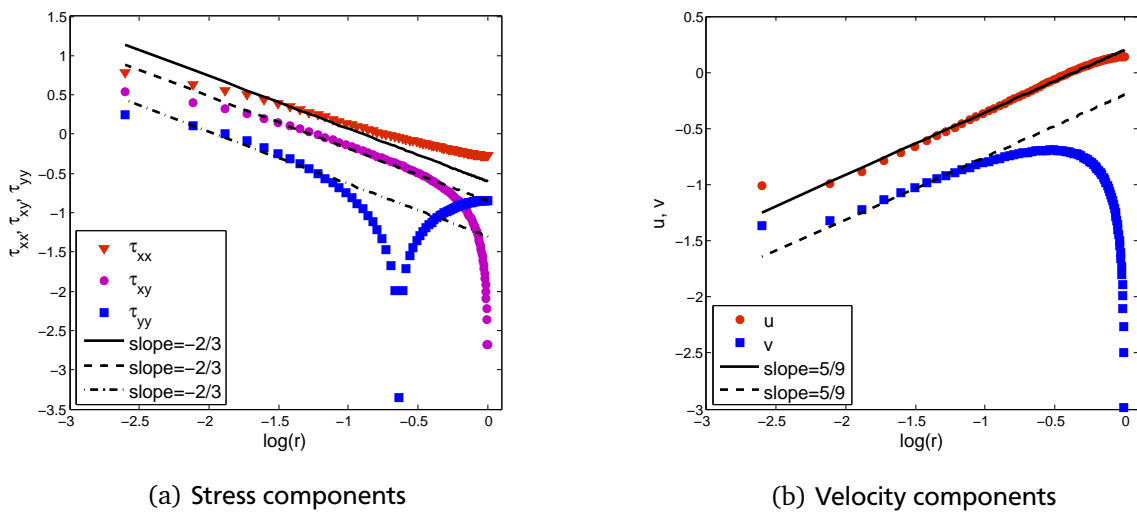 1.5
1
0.5
0
−0.5
−1
−1.5
−2
−2.5
−3
−3.5
τxx, τxy, τyy
τxx
τxy
τyy
slope=−2/3
slope=−2/3
slope=−2/3
−3 −2.5 −2 −1.5 −1 −0.5 0
log(r)
(a) Stress components
0.5
0
−0.5
−1
−1.5
−2
−2.5
−3
u, v
u
v
slope=5/9
slope=5/9
−3 −2.5 −2 −1.5 −1 −0.5 0
log(r)
(b) Velocity components